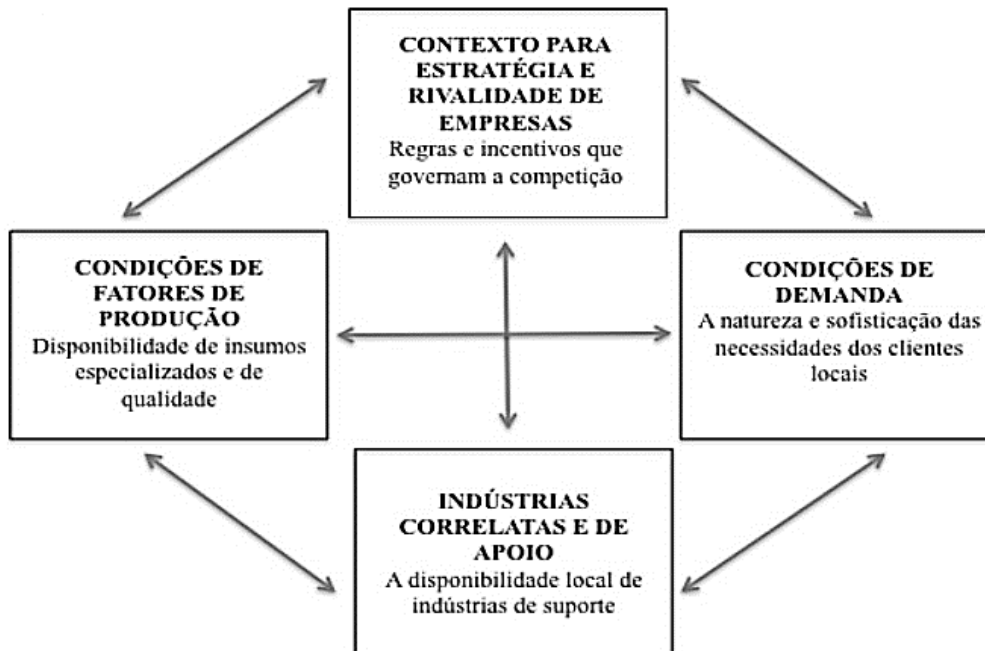 CONTEXTO PARA
ESTRATÉGIA E
RIVALIDADE DE
EMPRESAS
Regras e incentivos que
governam a competição
CONDIÇÕES DE
FATORES DE
PRODUÇÃO
Disponibilidade de insumos
especializados e de
qualidade
CONDIÇÕES DE
DEMANDA
A natureza e sofisticação das
necessidades dos clientes
locais
INDÚSTRIAS
CORRELATAS E DE
APOIO
A disponibilidade local de
indústrias de suporte